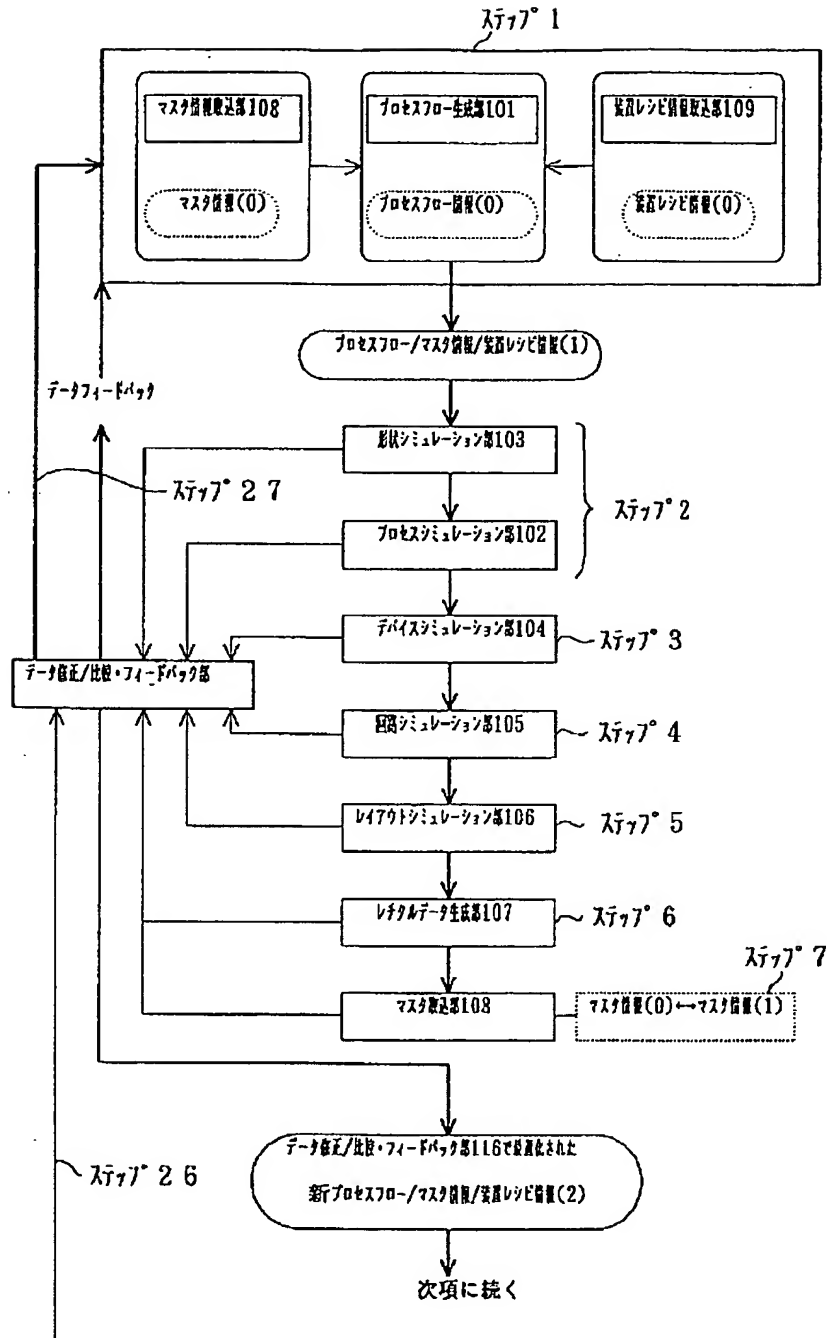 ステップ1
マスク情報取込部108
プロセスフロー生成部101
装置レシピ情報取込部109
マスク情報(0)
プロセスフロー情報(0)
装置レシピ情報(0)
プロセスフロー/マスク情報/装置レシピ情報(1)
データフィードバック
形状シミュレーション部103
ステップ27
ステップ2
プロセスシミュレーション部102
デバイスシミュレーション部104
ステップ3
データ修正/比較・フィードバック部
回路シミュレーション部105
ステップ4
レイアウトシミュレーション部106
ステップ5
レチクルデータ生成部107
ステップ6
ステップ7
マスク取込部108
マスク情報(0)↔マスク情報(1)
データ修正/比較・フィードバック部116で最適化された
新プロセスフロー/マスク情報/装置レシピ情報(2)
ステップ26
次項に続く